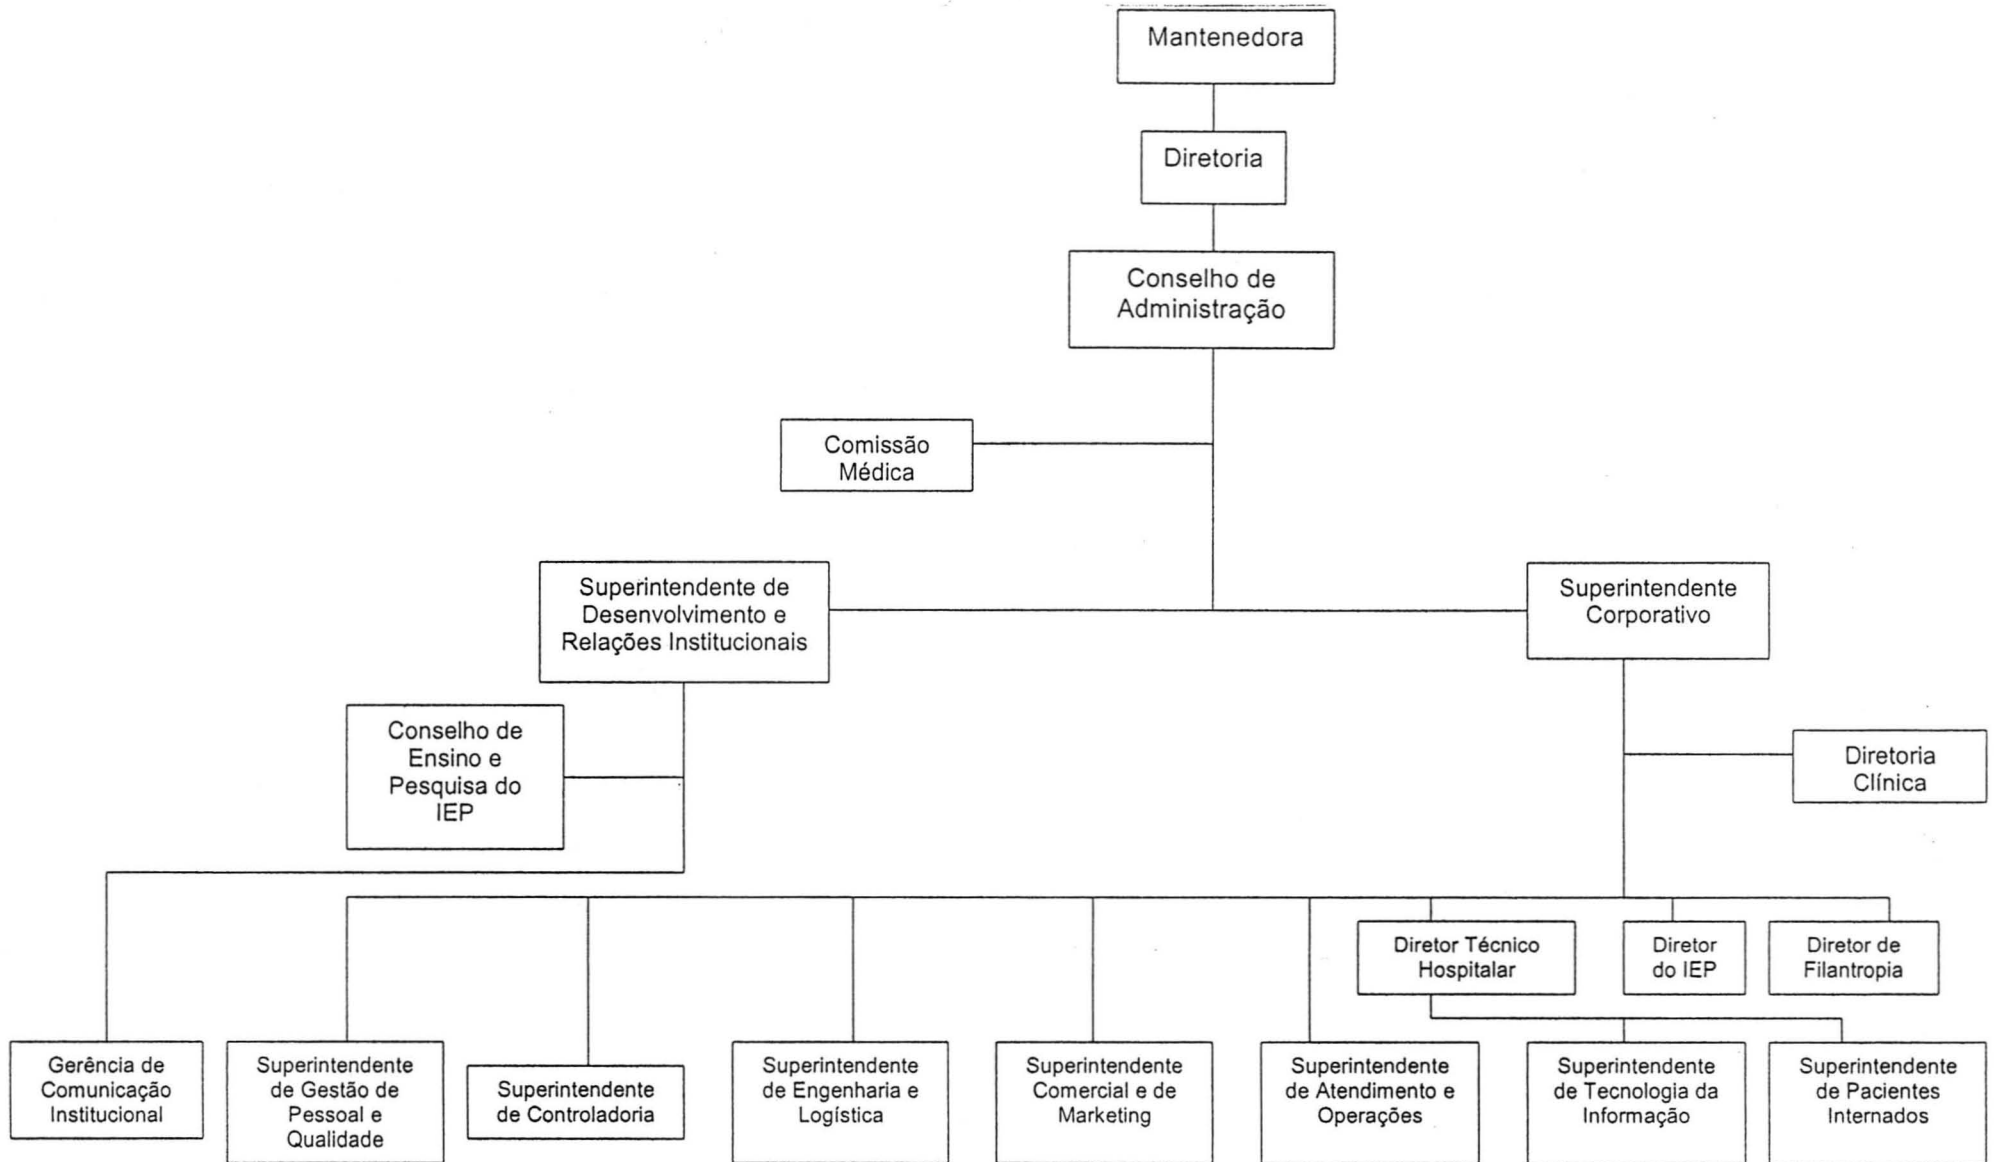 Mantenedora
Diretoria
Conselho de
Administração
Comissão
Médica
Superintendente de
Desenvolvimento e
Relações Institucionais
Superintendente
Corporativo
Conselho de
Ensino e
Pesquisa do
IEP
Diretoria
Clínica
Diretor Técnico
Hospitalar
Diretor
do IEP
Diretor de
Filantropia
Gerência de
Comunicação
Institucional
Superintendente
de Gestão de
Pessoal e
Qualidade
Superintendente
de Controladoria
Superintendente
de Engenharia e
Logística
Superintendente
Comercial e de
Marketing
Superintendente
de Atendimento e
Operações
Superintendente
de Tecnologia da
Informação
Superintendente
de Pacientes
Internados